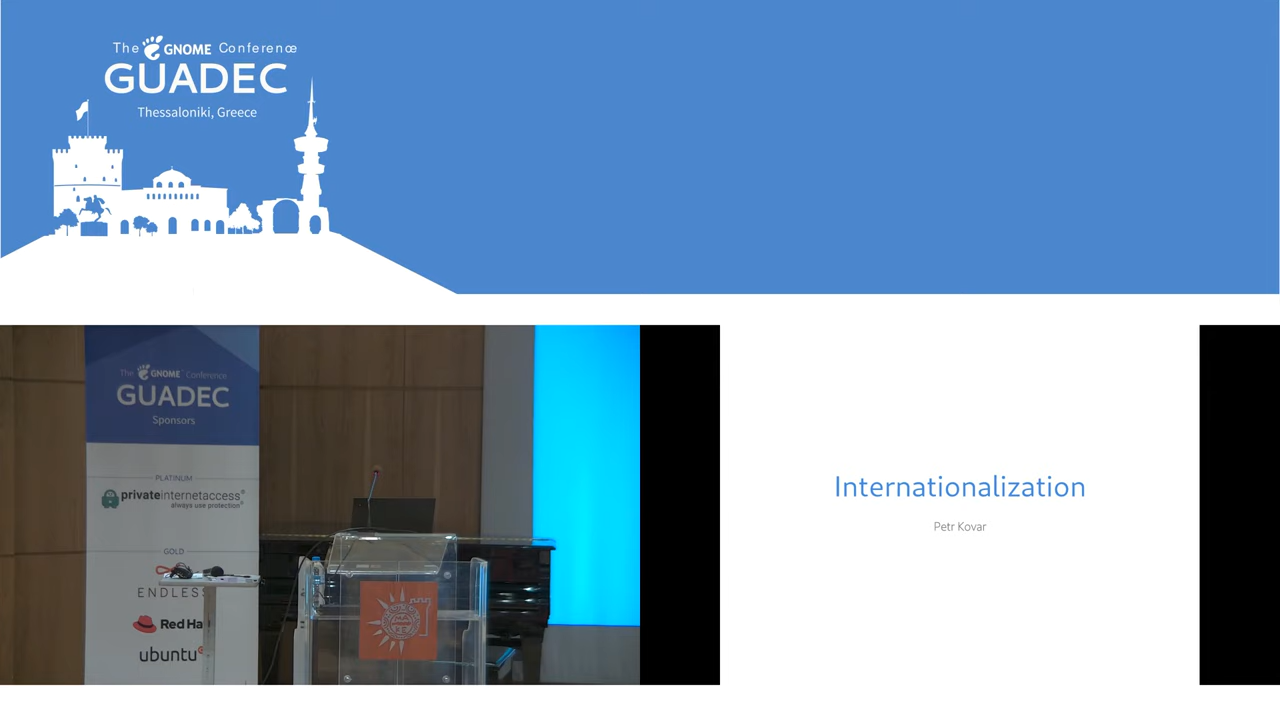 The GNOME Conference
GUADEC
Thessaloniki, Greece
The GNOME Conference
GUADEC
Sponsors
PLATINUM
privateinternetaccess®
always use protection®
GOLD
ENDLESS
Red Ha
ubuntu
Internationalization
Petr Kovar